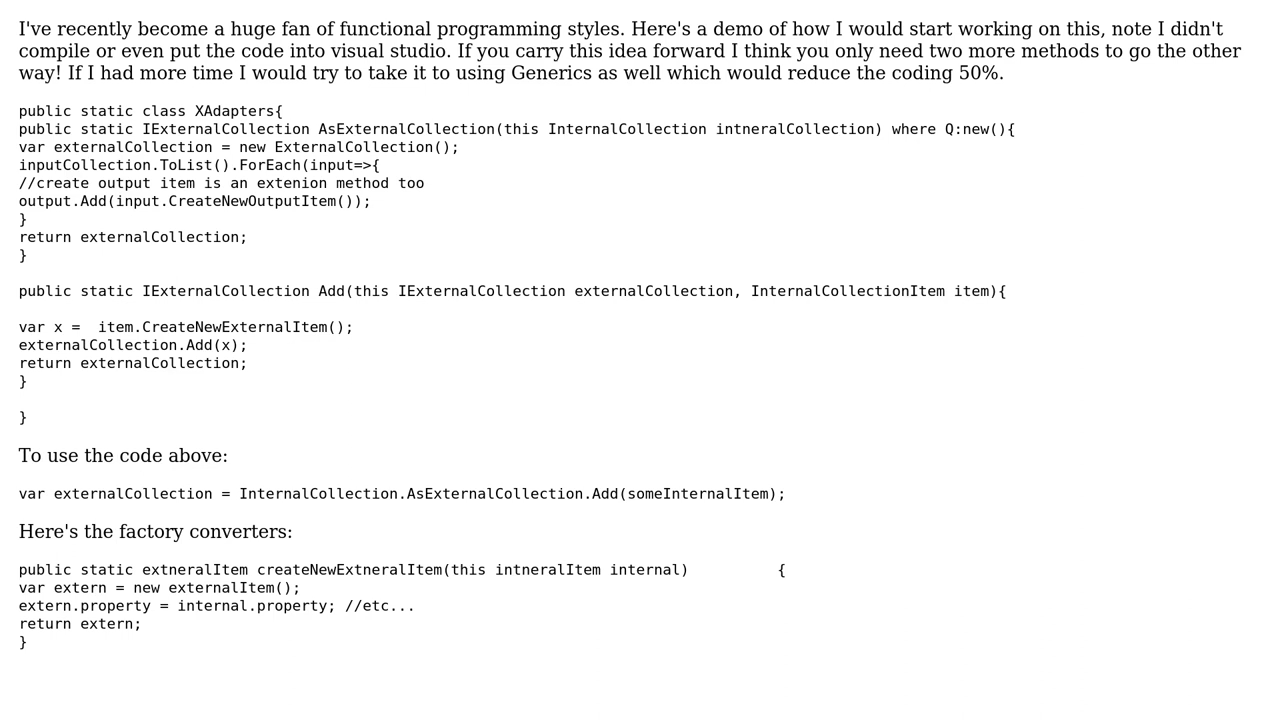 I've recently become a huge fan of functional programming styles. Here's a demo of how I would start working on this, note I didn't
compile or even put the code into visual studio. If you carry this idea forward I think you only need two more methods to go the other
way! If I had more time I would try to take it to using Generics as well which would reduce the coding 50%.
public static class XAdapters{
public static IExternalCollection AsExternalCollection(this InternalCollection intneralCollection) where Q:new(){
var externalCollection = new ExternalCollection();
inputCollection.ToList().ForEach(input=>{
//create output item is an extenion method too
output.Add(input.CreateNewOutputItem());
}
return externalCollection;
}
public static IExternalCollection Add(this IExternalCollection externalCollection, InternalCollectionItem item){
var x =  item.CreateNewExternalItem();
externalCollection.Add(x);
return externalCollection;
}
}
To use the code above:
var externalCollection = InternalCollection.AsExternalCollection.Add(someInternalItem);
Here's the factory converters:
public static extneralItem createNewExtneralItem(this intneralItem internal)          {
var extern = new externalItem();
extern.property = internal.property; //etc...
return extern;
}